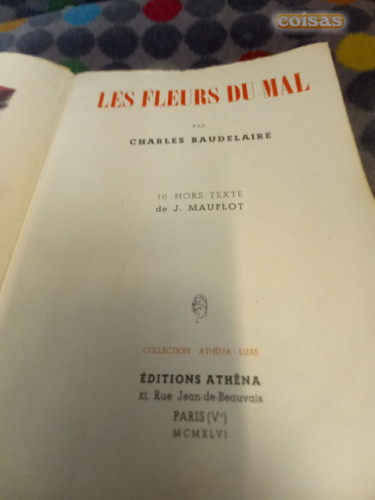 coisas
LES FLEURS DU MAL
PAR
CHARLES BAUDELAIRE
10 HORS-TEXTE
de J. MAUPLOT
COLLECTION ATHÊNA-LUXE
ÉDITIONS ATHÊNA
XI, Rue Jean-de-Beauvais
PARIS (Vᵉ)
MCMXLVI